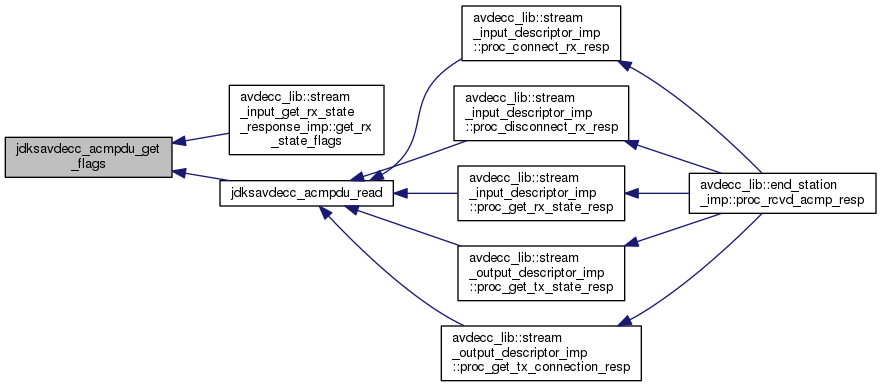 jdksavdecc_acmpdu_get
_flags
avdecc_lib::stream
_input_get_rx_state
_response_imp::get_rx
_state_flags
jdksavdecc_acmpdu_read
avdecc_lib::stream
_input_descriptor_imp
::proc_connect_rx_resp
avdecc_lib::stream
_input_descriptor_imp
::proc_disconnect_rx_resp
avdecc_lib::stream
_input_descriptor_imp
::proc_get_rx_state_resp
avdecc_lib::stream
_output_descriptor_imp
::proc_get_tx_state_resp
avdecc_lib::stream
_output_descriptor_imp
::proc_get_tx_connection_resp
avdecc_lib::end_station
_imp::proc_rcvd_acmp_resp